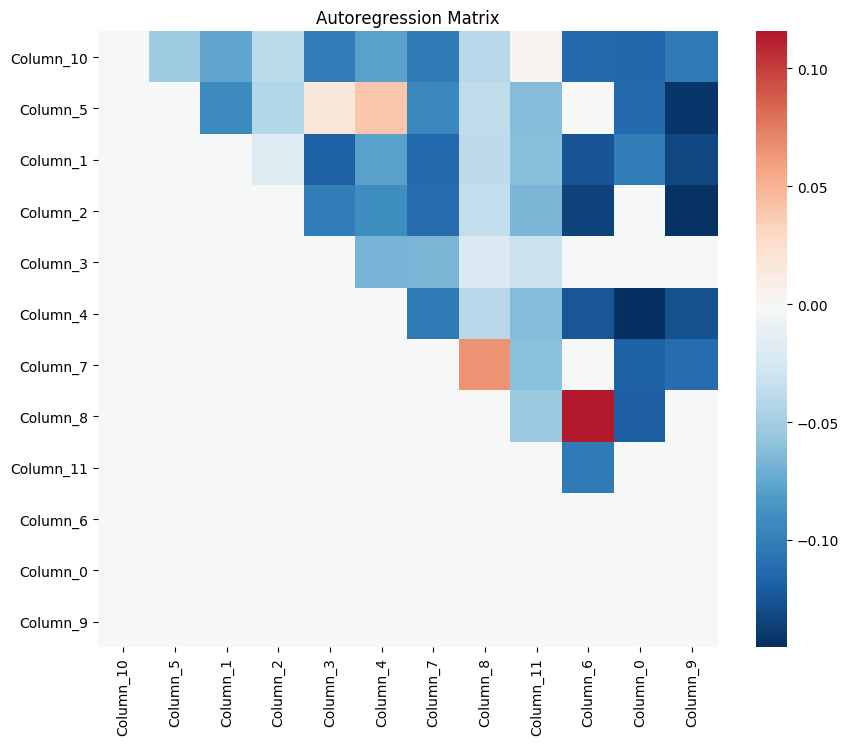 Autoregression Matrix
Column_10
Column_5
Column_1
Column_2
Column_3
Column_4
Column_7
Column_8
Column_11
Column_6
Column_0
Column_9
Column_10
Column_5
Column_1
Column_2
Column_3
Column_4
Column_7
Column_8
Column_11
Column_6
Column_0
Column_9
0.10
0.05
0.00
−0.05
−0.10